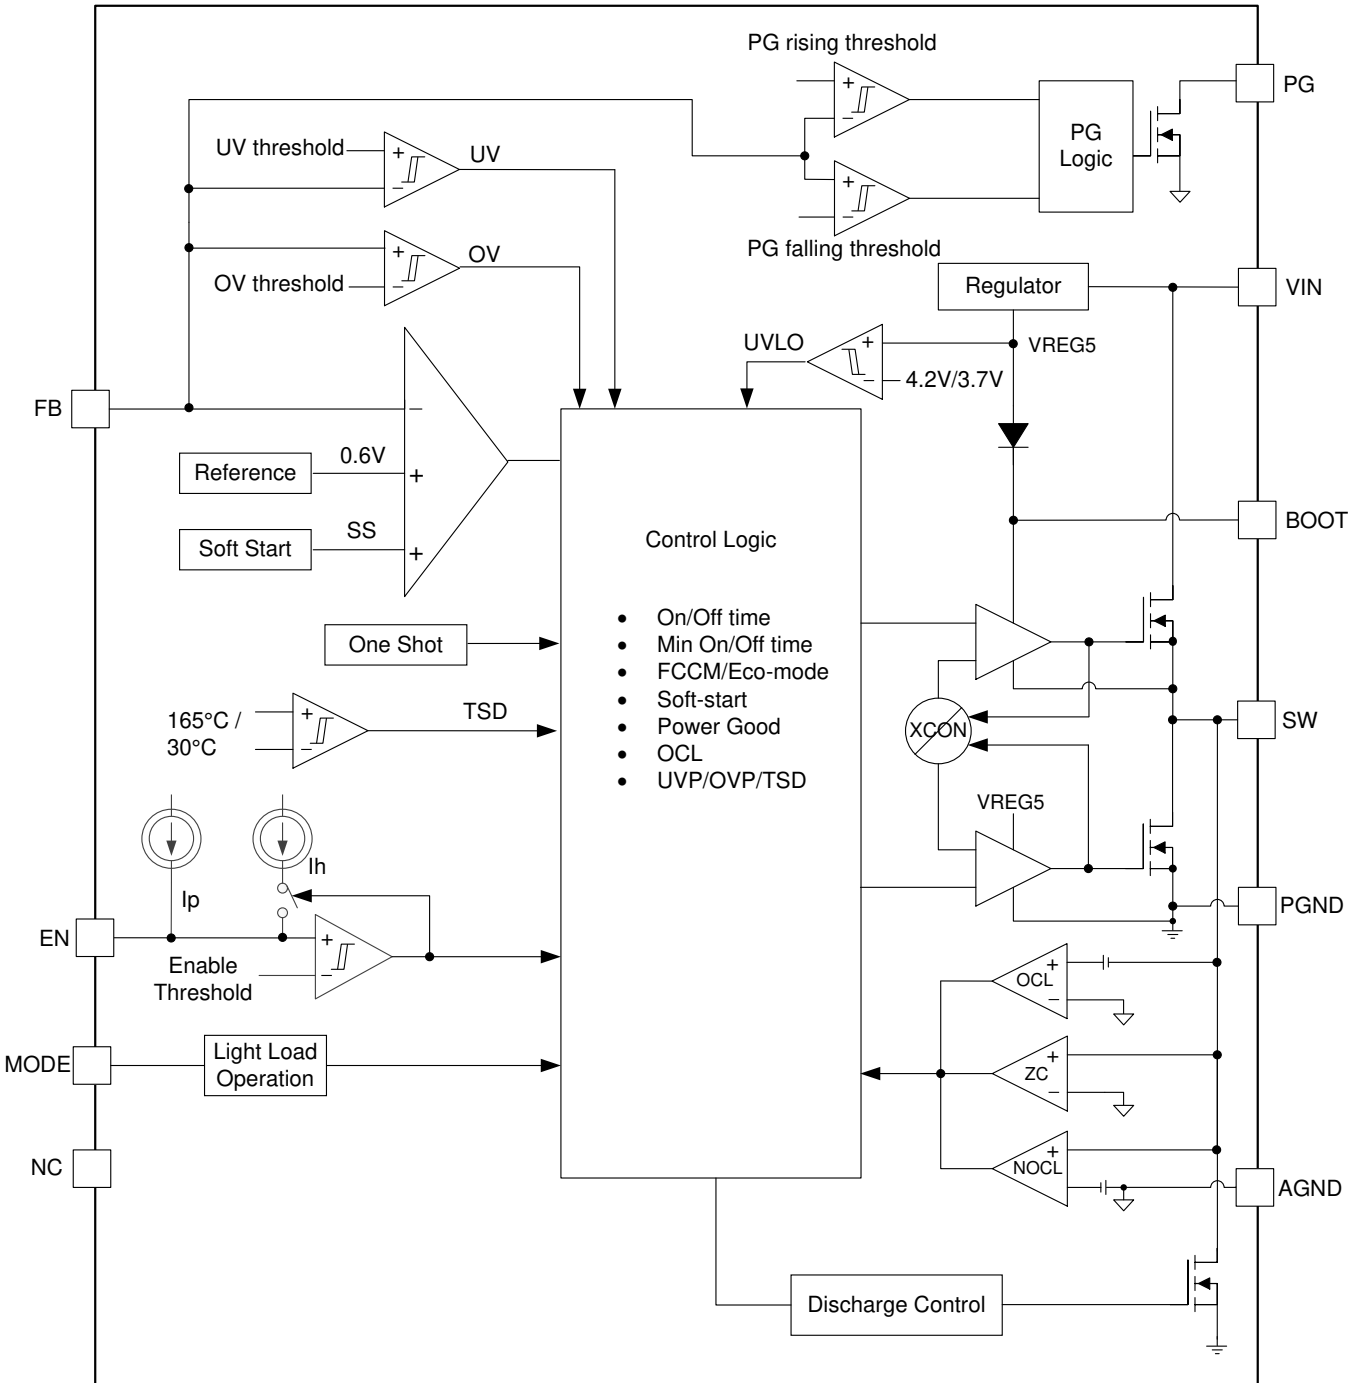 PG rising threshold
+
−
PG
PG
Logic
UV threshold
+
−
UV
+
−
PG falling threshold
OV threshold
+
−
OV
Regulator
VIN
UVLO
+
−
VREG5
4.2V/3.7V
FB
−
Reference
0.6V
+
BOOT
Soft Start
SS
+
Control Logic
One Shot
• On/Off time
• Min On/Off time
• FCCM/Eco-mode
• Soft-start
• Power Good
• OCL
• UVP/OVP/TSD
165°C /
30°C
+
−
TSD
XCON
SW
VREG5
Ih
Ip
EN
+
−
Enable
Threshold
PGND
OCL
+
−
MODE
Light Load
Operation
ZC
+
−
NC
NOCL
+
AGND
Discharge Control